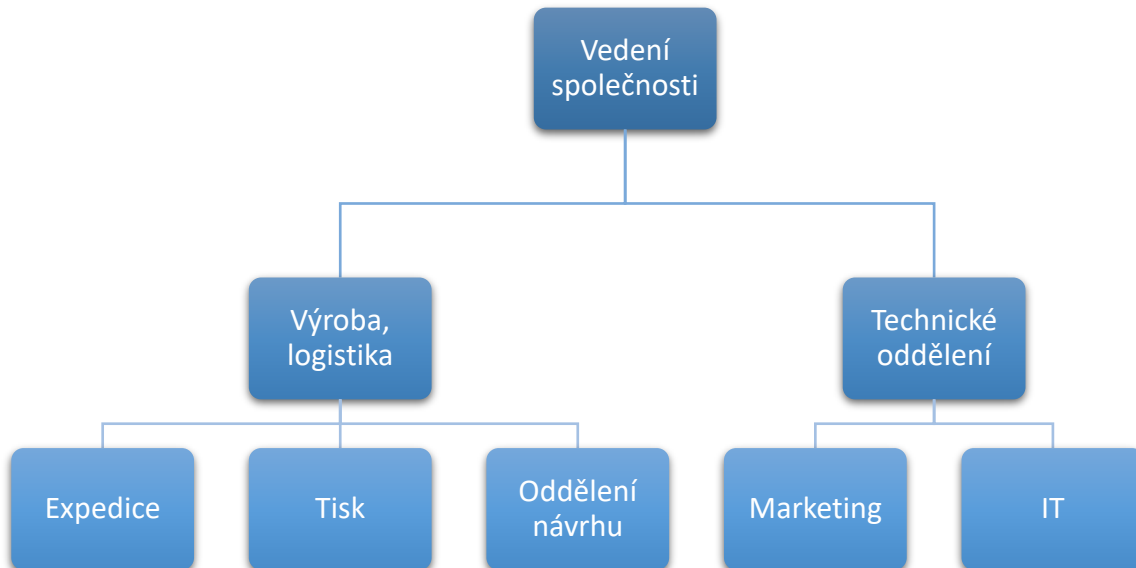 Vedení
společnosti
Výroba,
logistika
Technické
oddělení
Expedice
Tisk
Oddělení
návrhu
Marketing
IT